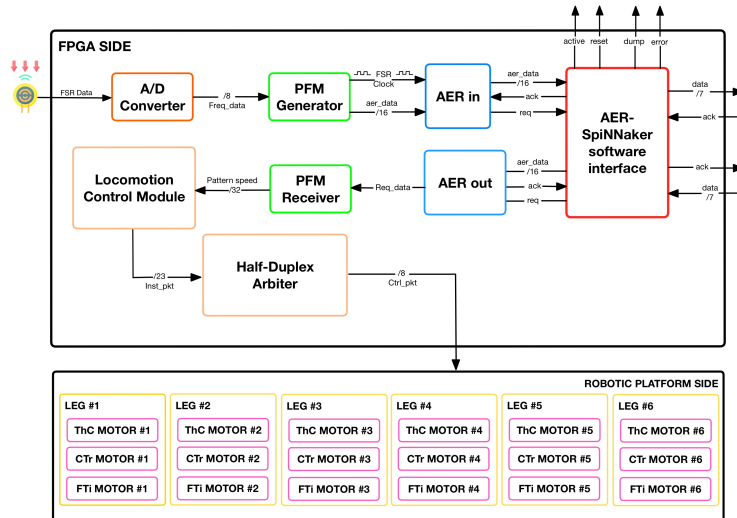 active reset dump error
FPGA SIDE
FSR Data
A/D
Converter
/8
Freq_data
PFM
Generator
FSR
Clock
aer_data
/16
AER in
aer_data
/16
ack
req
AER-
SpiNNaker
software
interface
data
/7
ack
ack
data
/7
Locomotion
Control Module
Pattern speed
/32
PFM
Receiver
Req_data
AER out
aer_data
/16
ack
req
/23
Inst_pkt
Half-Duplex
Arbiter
/8
Ctrl_pkt
ROBOTIC PLATFORM SIDE
LEG #1
ThC MOTOR #1
CTr MOTOR #1
FTi MOTOR #1
LEG #2
ThC MOTOR #2
CTr MOTOR #2
FTi MOTOR #2
LEG #3
ThC MOTOR #3
CTr MOTOR #3
FTi MOTOR #3
LEG #4
ThC MOTOR #4
CTr MOTOR #4
FTi MOTOR #4
LEG #5
ThC MOTOR #5
CTr MOTOR #5
FTi MOTOR #5
LEG #6
ThC MOTOR #6
CTr MOTOR #6
FTi MOTOR #6